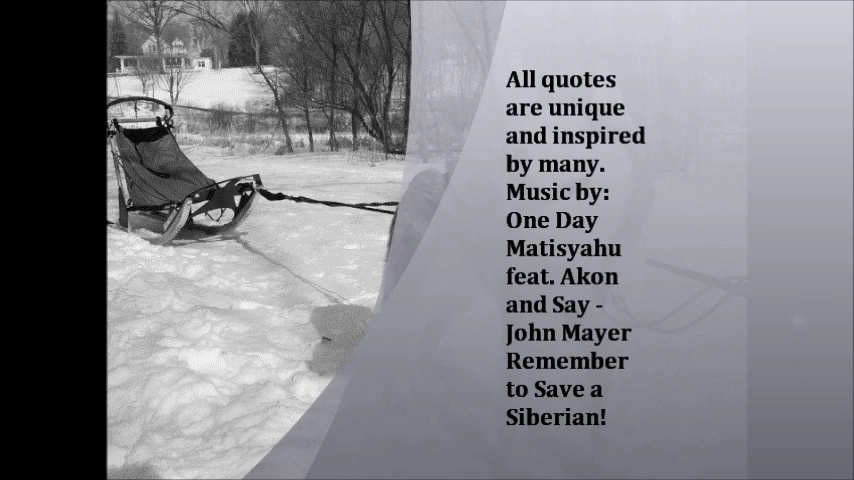 All quotes
are unique
and inspired
by many.
Music by:
One Day
Matisyahu
feat. Akon
and Say -
John Mayer
Remember
to Save a
Siberian!